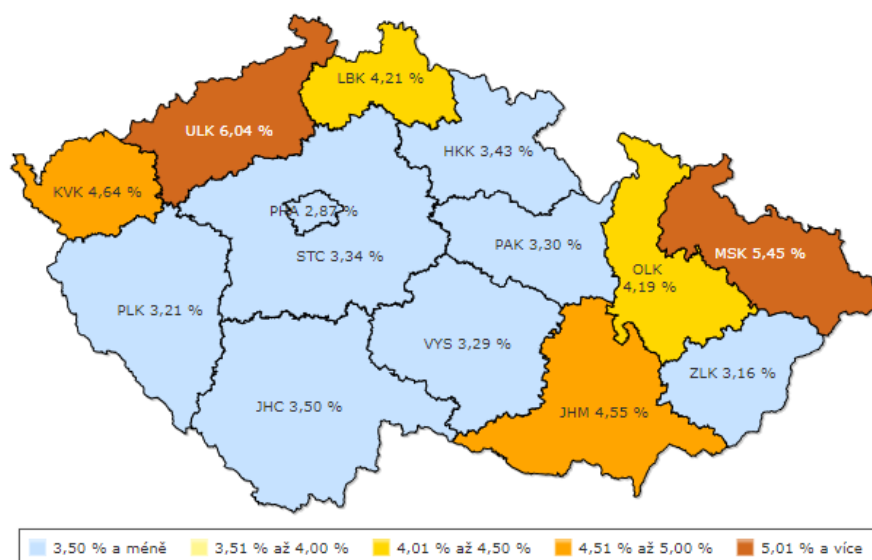 LBK 4,21 %
ULK 6,04 %
HKK 3,43 %
KVK 4,64 %
PHA 2,87 %
PAK 3,30 %
STC 3,34 %
MSK 5,45 %
OLK
4,19 %
PLK 3,21 %
VYS 3,29 %
ZLK 3,16 %
JHC 3,50 %
JHM 4,55 %
3,50 % a méně 3,51 % až 4,00 % 4,01 % až 4,50 % 4,51 % až 5,00 % 5,01 % a více